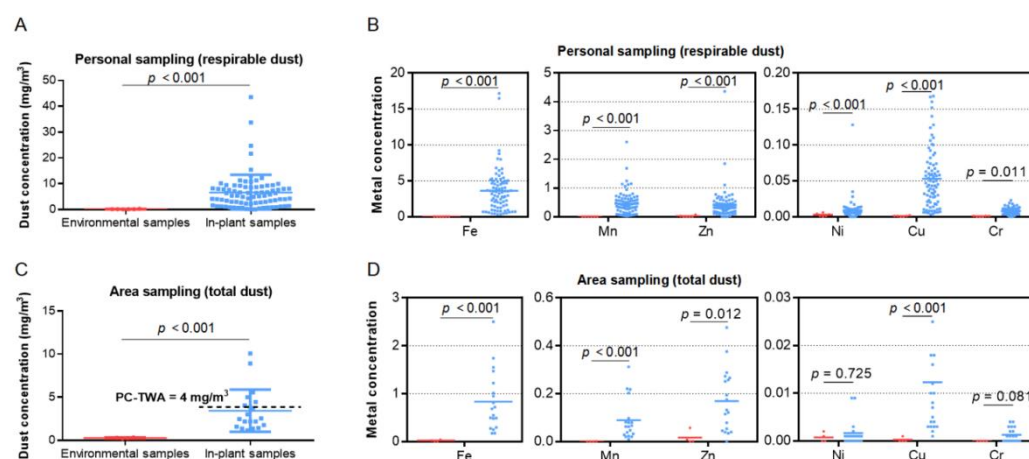 A
Personal sampling (respirable dust)
p < 0.001
Dust concentration (mg/m³)
50
40
30
20
10
0
Environmental samples
In-plant samples
B
Personal sampling (respirable dust)
Metal concentration
20
15
10
5
0
p < 0.001
Fe
5
4
3
2
1
0
p < 0.001
p < 0.001
Mn
Zn
0.20
0.15
0.10
0.05
0.00
p < 0.001
p < 0.001
p = 0.011
Ni
Cu
Cr
C
Area sampling (total dust)
Dust concentration (mg/m³)
15
10
5
0
p < 0.001
PC-TWA = 4 mg/m³
Environmental samples
In-plant samples
D
Area sampling (total dust)
Metal concentration
3
2
1
0
p < 0.001
Fe
0.6
0.4
0.2
0.0
p < 0.001
p = 0.012
Mn
Zn
0.03
0.02
0.01
0.00
p = 0.725
p < 0.001
p = 0.081
Ni
Cu
Cr